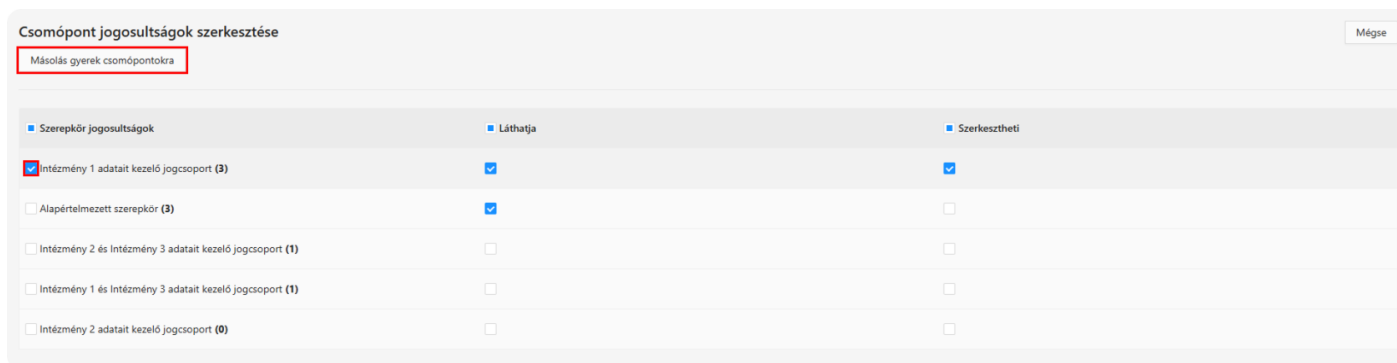 Csomópont jogosultságok szerkesztése
Mégse
Másolás gyerek csomópontokra
Szerepkör jogosultságok Láthatja Szerkesztheti
Intézmény 1 adatait kezelő jogcsoport (3)
Alapértelmezett szerepkör (3)
Intézmény 2 és Intézmény 3 adatait kezelő jogcsoport (1)
Intézmény 1 és Intézmény 3 adatait kezelő jogcsoport (1)
Intézmény 2 adatait kezelő jogcsoport (0)